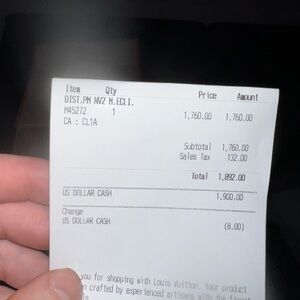 Item Qty Price Amount
DIST.PM NV2 M.ECLI.
M45272 1 1,760.00 1,760.00
CA : CL1A
Subtotal 1,760.00
Sales Tax 132.00
Total 1,892.00
US DOLLAR CASH 1,900.00
Change
US DOLLAR CASH (8.00)
you for shopping with Louis Vuitton. Your product
crafted by experienced artisans with the